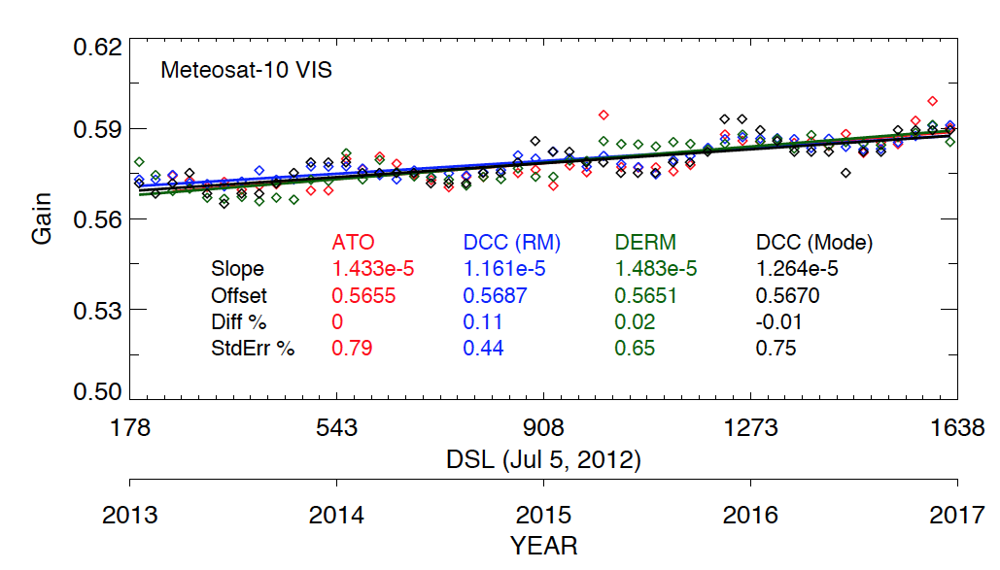 0.62
Meteosat-10 VIS
0.59
0.56
Gain
ATO DCC (RM) DERM DCC (Mode)
Slope 1.433e-5 1.161e-5 1.483e-5 1.264e-5
Offset 0.5655 0.5687 0.5651 0.5670
0.53
Diff % 0 0.11 0.02 -0.01
StdErr % 0.79 0.44 0.65 0.75
0.50
178 543 908 1273 1638
DSL (Jul 5, 2012)
2013 2014 2015 2016 2017
YEAR